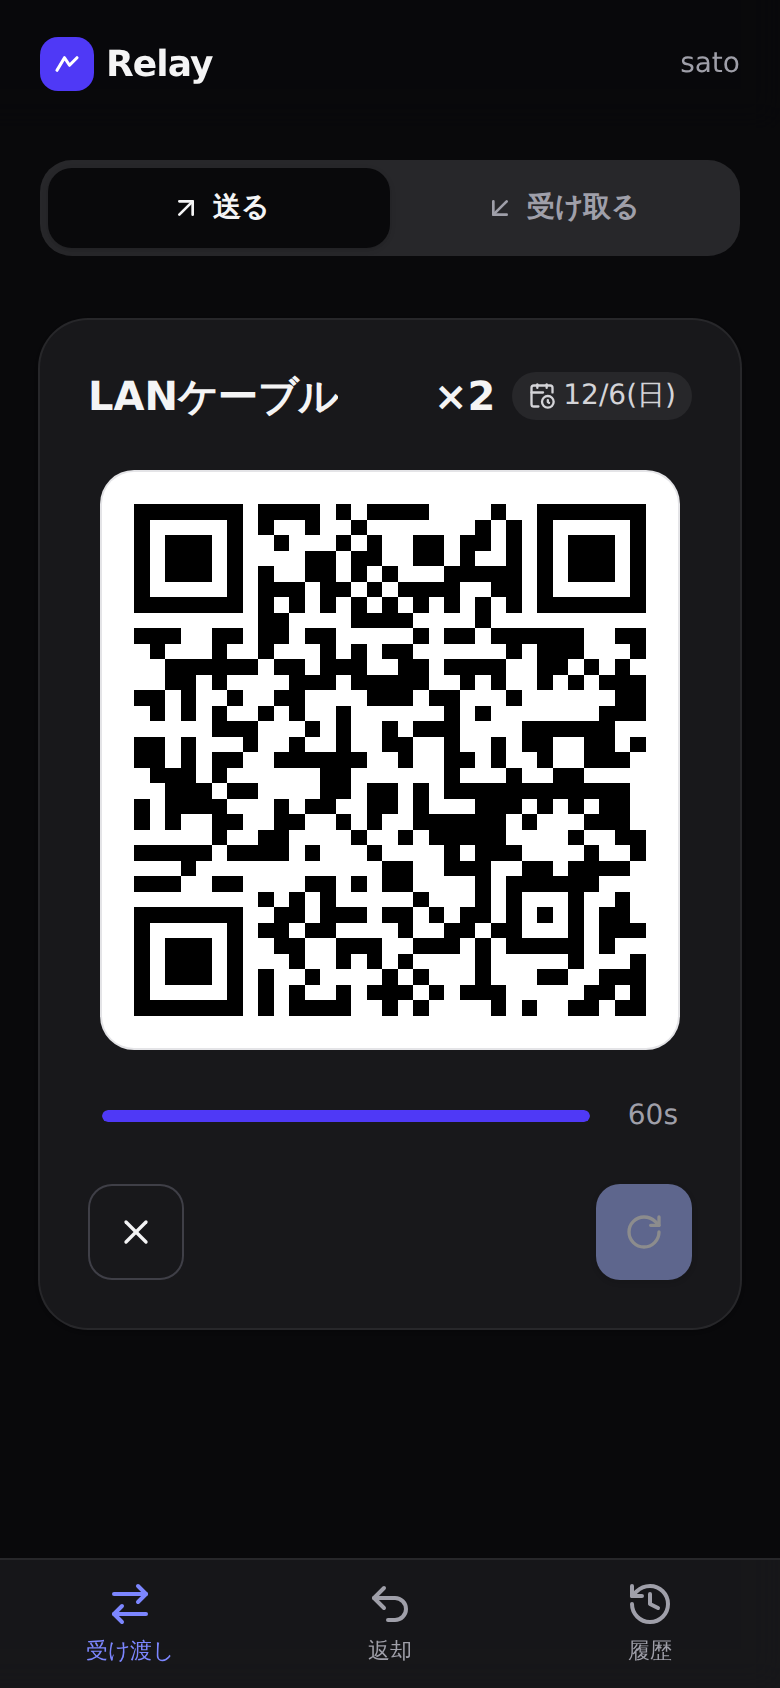 Relay
sato
送る
受け取る
LANケーブル ×2 12/6(日)
60s
受け渡し
返却
履歴